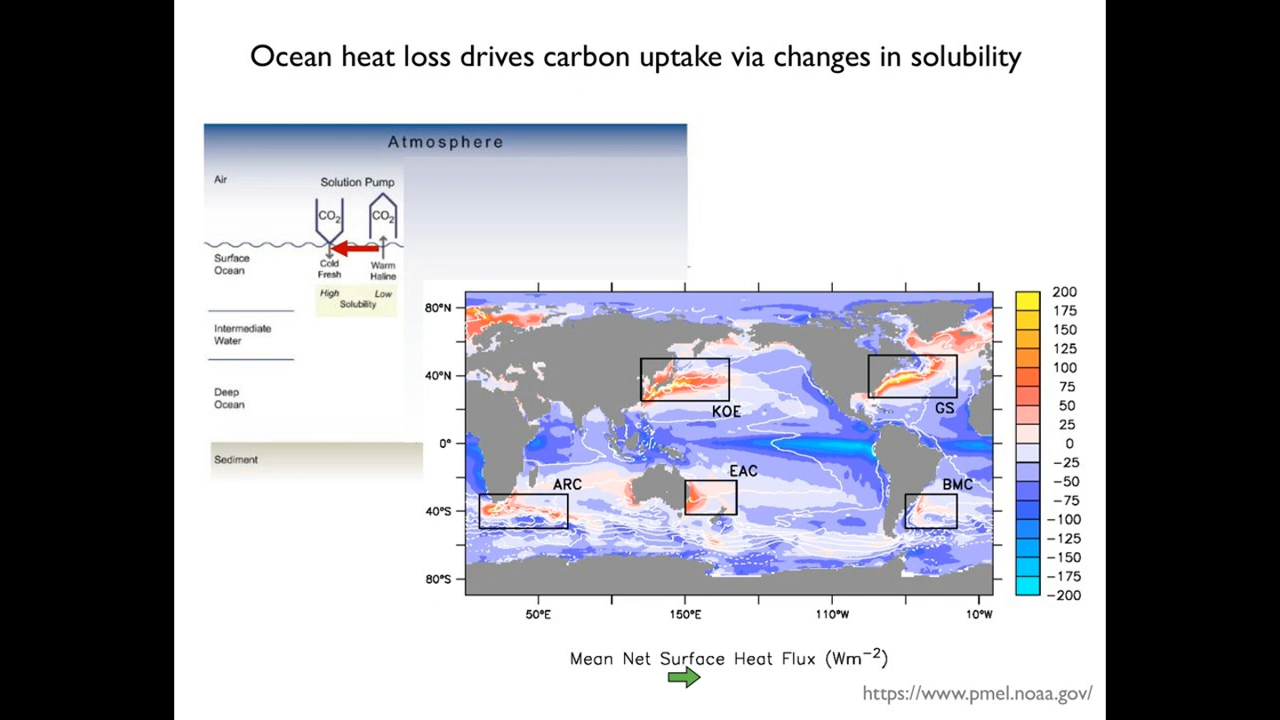 Ocean heat loss drives carbon uptake via changes in solubility
Atmosphere
Air
Solution Pump
CO2
CO2
Surface
Ocean
Cold
Fresh
Warm
Haline
High
Low
Solubility
Intermediate
Water
Deep
Ocean
Sediment
80°N
40°N
0°
40°S
80°S
KOE
GS
EAC
ARC
BMC
50°E
150°E
110°W
10°W
200
175
150
125
100
75
50
25
0
−25
−50
−75
−100
−125
−150
−175
−200
Mean Net Surface Heat Flux (Wm⁻²)
https://www.pmel.noaa.gov/